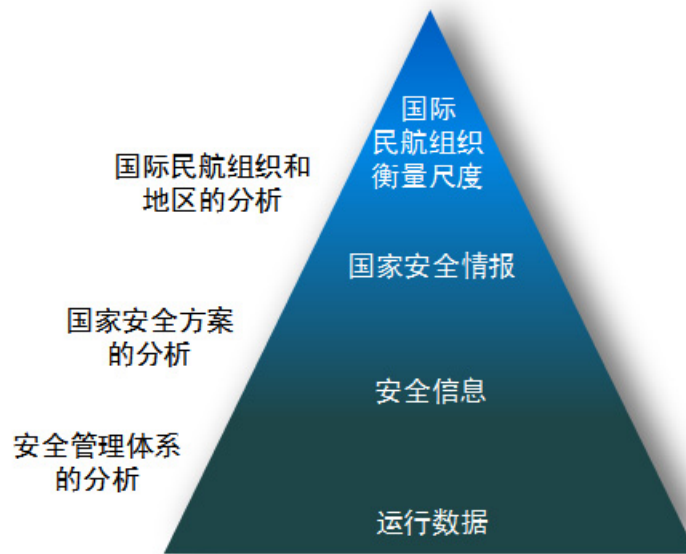 国际
民航组织
衡量尺度
国际民航组织和
地区的分析
国家安全情报
国家安全方案
的分析
安全信息
安全管理体系
的分析
运行数据